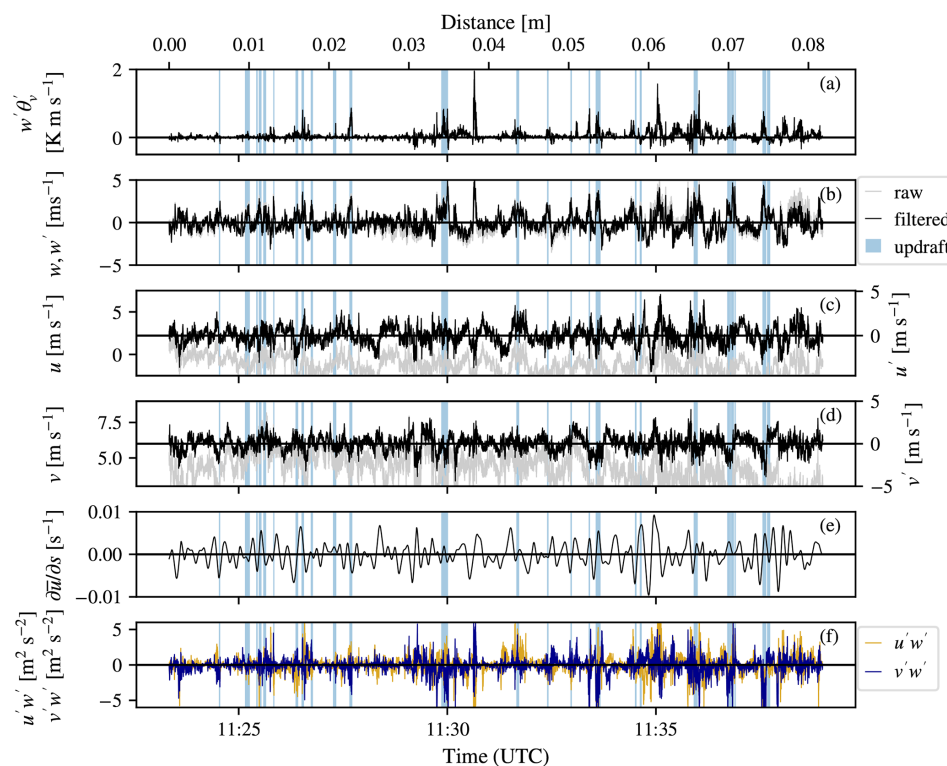 Distance [m]
0.00 0.01 0.02 0.03 0.04 0.05 0.06 0.07 0.08
w′θ′ᵥ
[K m s⁻¹]
2
0
(a)
w, w′ [ms⁻¹]
5
0
−5
(b)
raw
filtered
updraft
u [m s⁻¹]
5
0
(c)
5
0
u′ [m s⁻¹]
v [m s⁻¹]
7.5
5.0
(d)
5
0
−5
v′ [m s⁻¹]
∂u̅/∂s [s⁻¹]
0.01
0.00
−0.01
(e)
u′w′ [m² s⁻²]
v′w′ [m² s⁻²]
5
0
−5
(f)
u′w′
v′w′
11:25 11:30 11:35
Time (UTC)